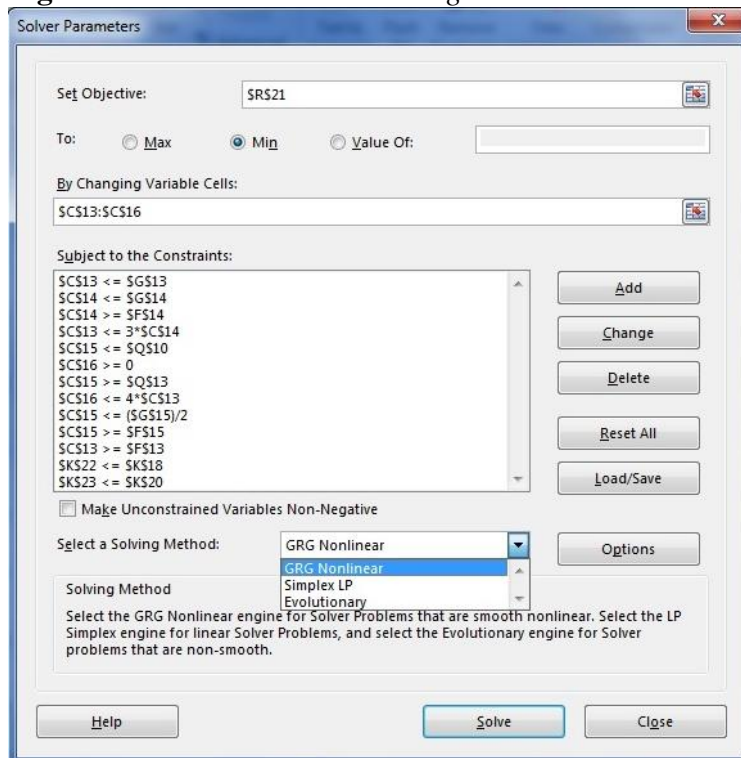 Solver Parameters
Set Objective: $R$21
To: Max Min Value Of:
By Changing Variable Cells:
$C$13:$C$16
Subject to the Constraints:
$C$13 <= $G$13
$C$14 <= $G$14
$C$14 >= $F$14
$C$13 <= 3*$C$14
$C$15 <= $Q$10
$C$16 >= 0
$C$15 >= $Q$13
$C$16 <= 4*$C$13
$C$15 <= ($G$15)/2
$C$15 >= $F$15
$C$13 >= $F$13
$K$22 <= $K$18
$K$23 <= $K$20
Add
Change
Delete
Reset All
Load/Save
Make Unconstrained Variables Non-Negative
Select a Solving Method: GRG Nonlinear Options
GRG Nonlinear
Simplex LP
Evolutionary
Solving Method
Select the GRG Nonlinear engine for Solver Problems that are smooth nonlinear. Select the LP
Simplex engine for linear Solver Problems, and select the Evolutionary engine for Solver
problems that are non-smooth.
Help Solve Close